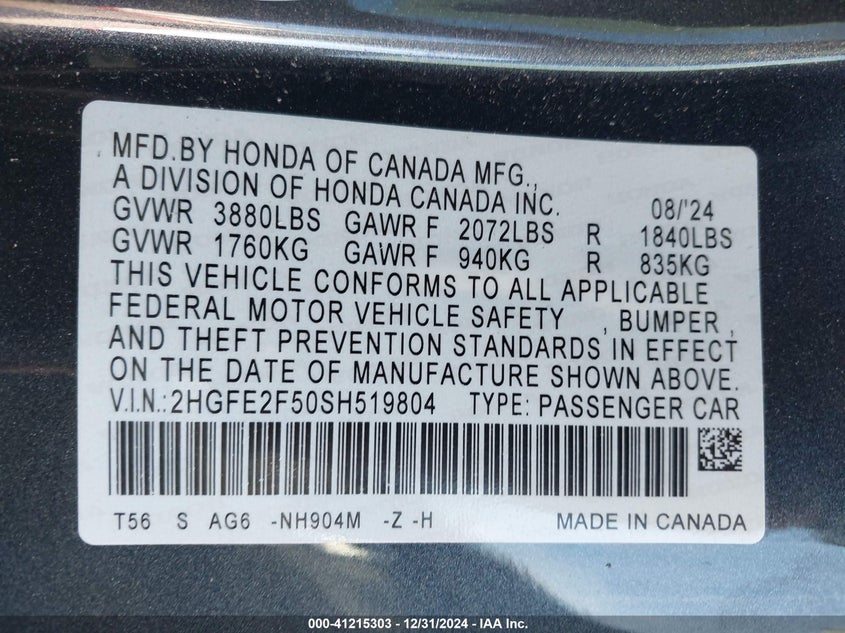 MFD.BY HONDA OF CANADA MFG.,
A DIVISION OF HONDA CANADA INC. 08/'24
GVWR 3880LBS GAWR F 2072LBS R 1840LBS
GVWR 1760KG GAWR F 940KG R 835KG
THIS VEHICLE CONFORMS TO ALL APPLICABLE
FEDERAL MOTOR VEHICLE SAFETY , BUMPER ,
AND THEFT PREVENTION STANDARDS IN EFFECT
ON THE DATE OF MANUFACTURE SHOWN ABOVE.
V.I.N.: 2HGFE2F50SH519804 TYPE: PASSENGER CAR
T56 S AG6 -NH904M -Z -H MADE IN CANADA
000-41215303 - 12/31/2024 - IAA Inc.